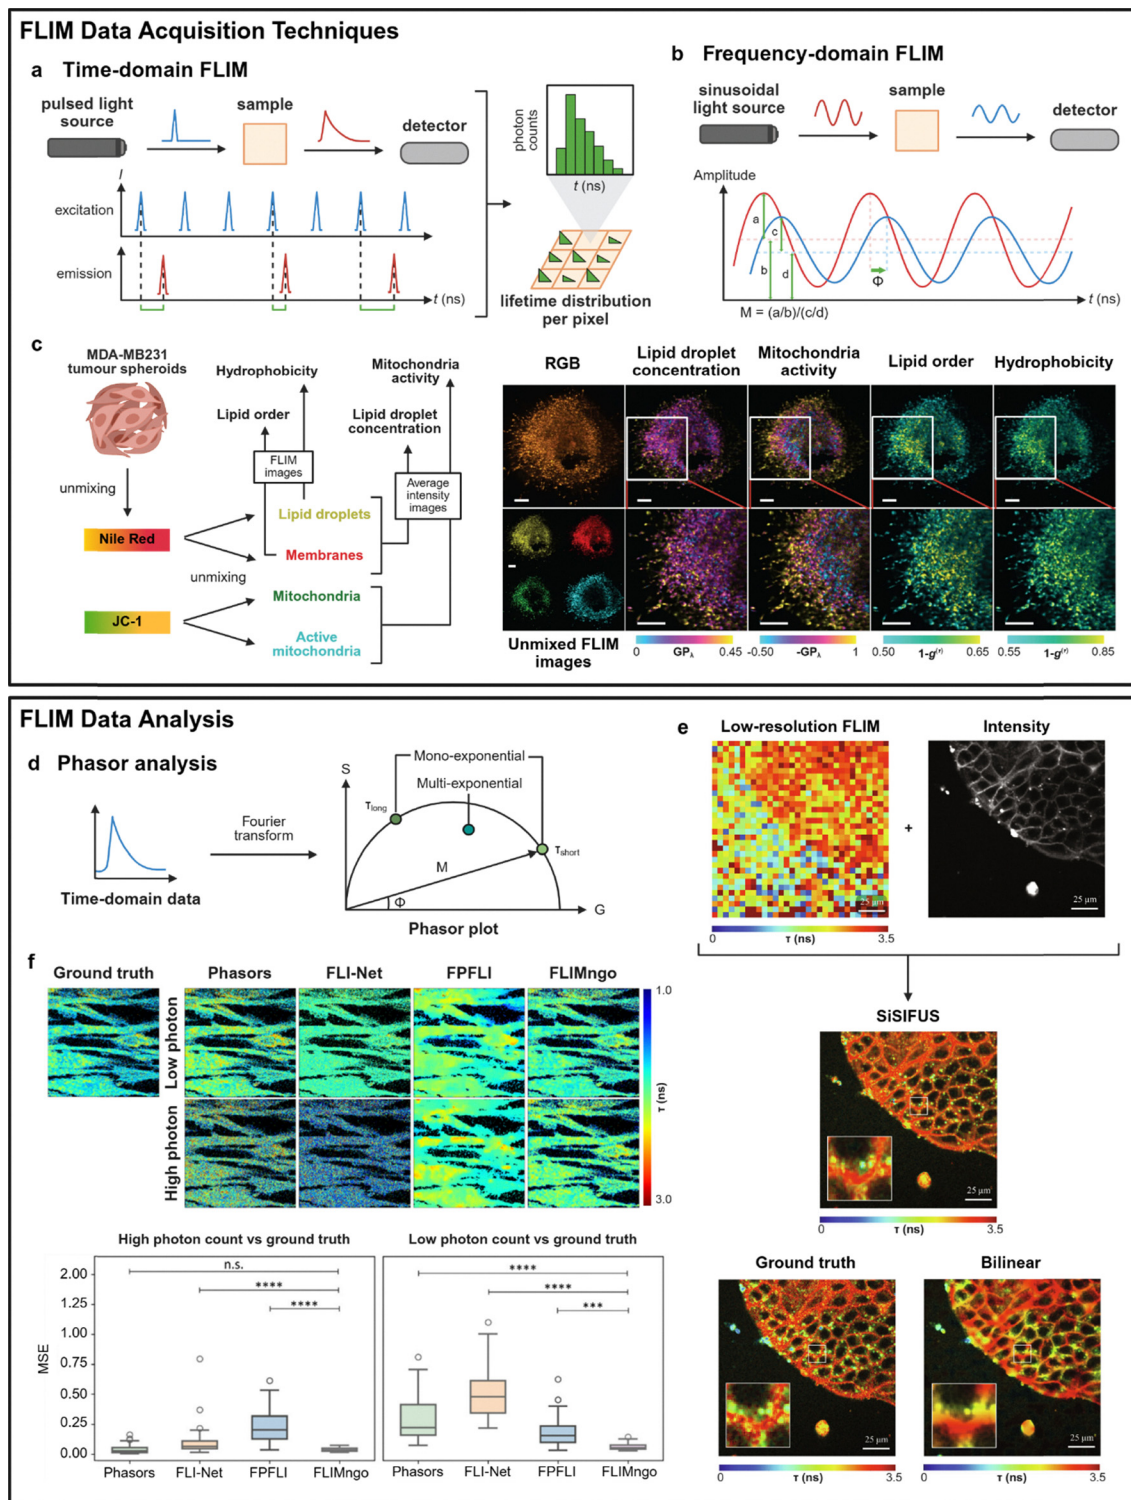 FLIM Data Acquisition Techniques
a Time-domain FLIM
pulsed light
source
sample
detector
I
excitation
emission
t (ns)
photon
counts
t (ns)
lifetime distribution
per pixel
b Frequency-domain FLIM
sinusoidal
light source
sample
detector
Amplitude
a
c
b
d
Φ
t (ns)
M = (a/b)/(c/d)
c
MDA-MB231
tumour spheroids
unmixing
Nile Red
JC-1
unmixing
Hydrophobicity
Lipid order
FLIM
images
Mitochondria
activity
Lipid droplet
concentration
Average
intensity
images
Lipid droplets
Membranes
Mitochondria
Active
mitochondria
RGB
Lipid droplet
concentration
Mitochondria
activity
Lipid order
Hydrophobicity
Unmixed FLIM
images
0 GPλ 0.45
-0.50 -GPλ 1
0.50 1-g(r) 0.65
0.55 1-g(r) 0.85
FLIM Data Analysis
d Phasor analysis
Time-domain data
Fourier
transform
S
Mono-exponential
Multi-exponential
τlong
τshort
M
Φ
G
Phasor plot
e
Low-resolution FLIM
Intensity
+
25 μm
25 μm
0 τ (ns) 3.5
SiSIFUS
25 μm
0 τ (ns) 3.5
Ground truth
Bilinear
25 μm
25 μm
0 τ (ns) 3.5
0 τ (ns) 3.5
f
Ground truth
Phasors
FLI-Net
FPFLI
FLIMngo
Low photon
High photon
1.0
τ (ns)
3.0
High photon count vs ground truth
Low photon count vs ground truth
MSE
2.00
1.25
1.00
0.75
0.50
0.25
0.00
n.s.
****
****
****
****
***
Phasors FLI-Net FPFLI FLIMngo
Phasors FLI-Net FPFLI FLIMngo